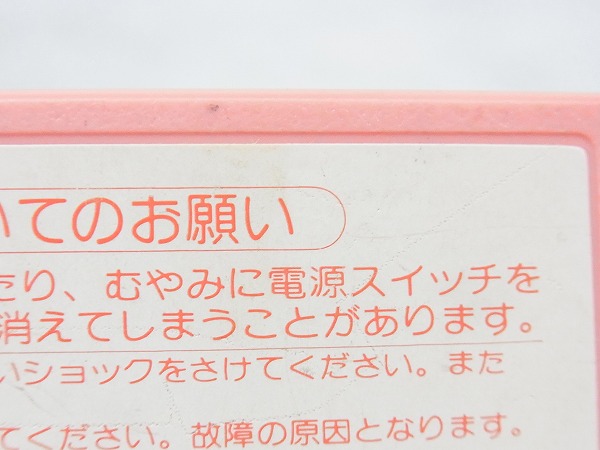 いてのお願い
たり、むやみに電源スイッチを
消えてしまうことがあります。
いショックをさけてください。また
てください。故障の原因となります。